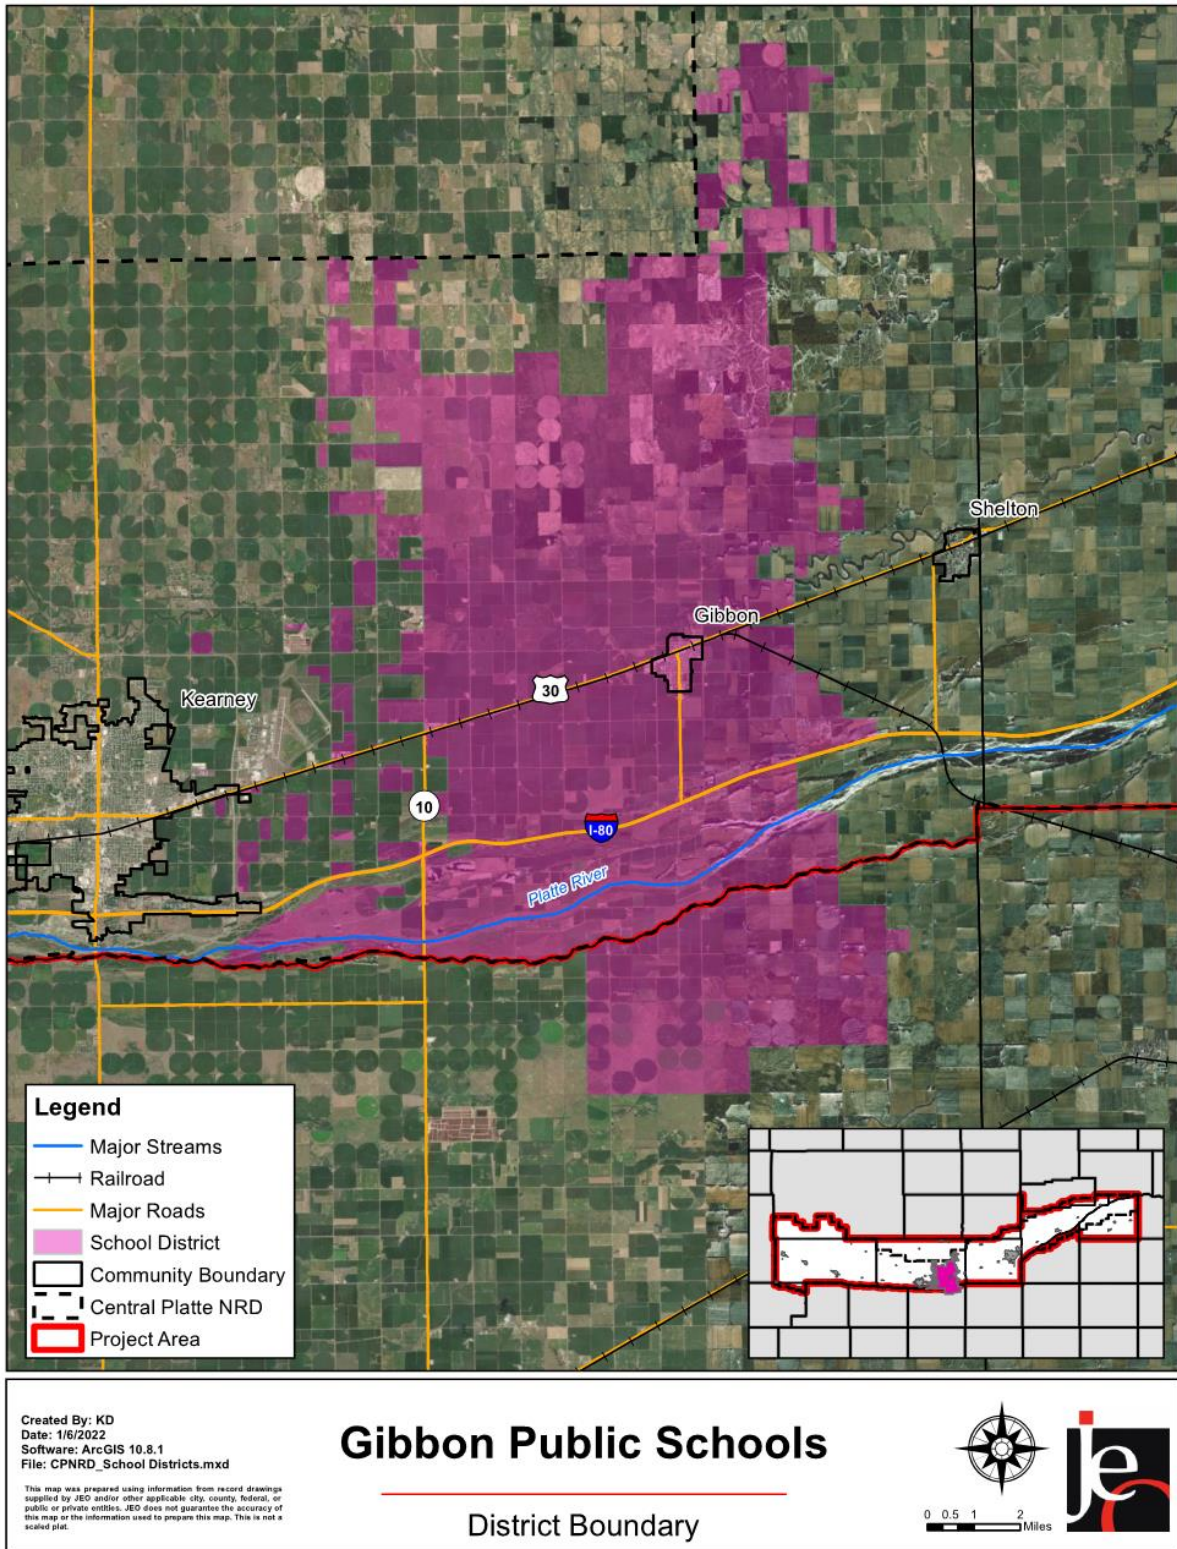 Shelton
Gibbon
30
Kearney
10
I-80
Platte River
Legend
Major Streams
Railroad
Major Roads
School District
Community Boundary
Central Platte NRD
Project Area
Created By: KD
Date: 1/6/2022
Software: ArcGIS 10.8.1
File: CPNRD_School Districts.mxd
This map was prepared using information from record drawings
supplied by JEO and/or other applicable city, county, federal, or
public or private entities. JEO does not guarantee the accuracy of
this map or the information used to prepare this map. This is not a
scaled plat.
Gibbon Public Schools
District Boundary
0 0.5 1 2
Miles
jeo